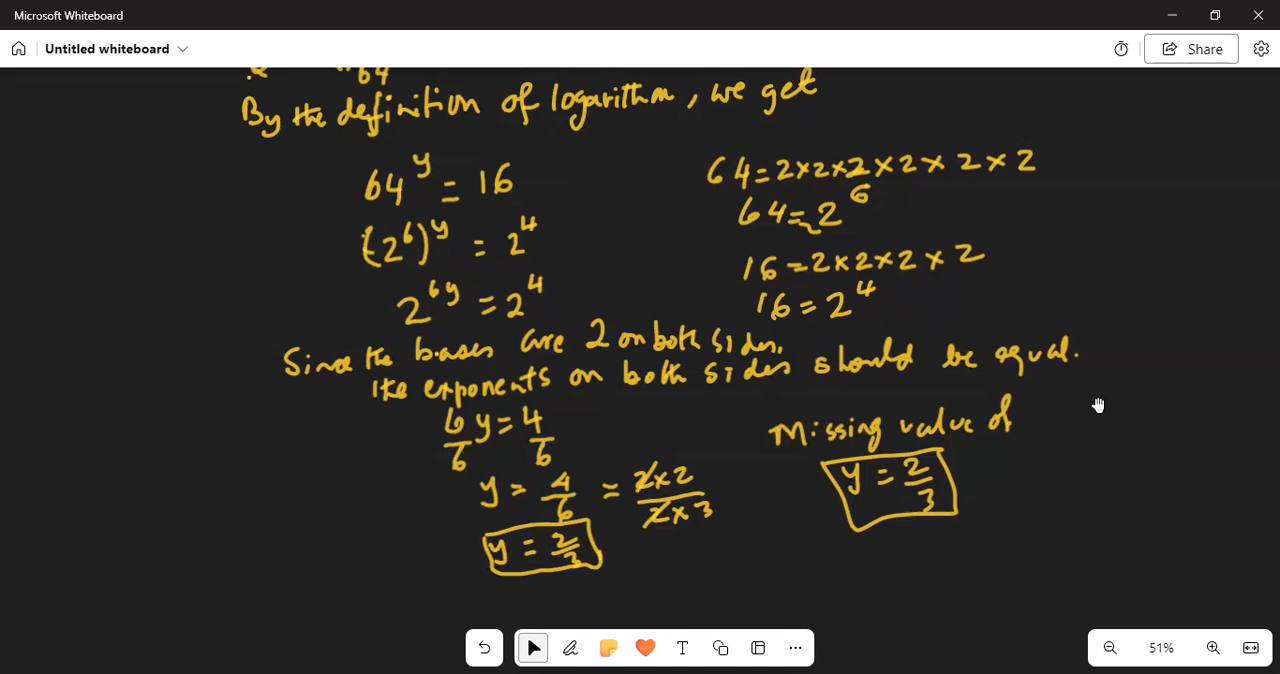 Microsoft Whiteboard
Untitled whiteboard
Share
64
By the definition of logarithm, we get
64^y = 16
64 = 2×2×2×2×2×2
64 = 2^6
(2^6)^y = 2^4
16 = 2×2×2×2
2^6y = 2^4
16 = 2^4
Since the bases are 2 on both sides,
the exponents on both sides should be equal.
6/6 y = 4/6
Missing value of
y = 4/6 = 2×2/2×3
y = 2/3
y = 2/3
51%